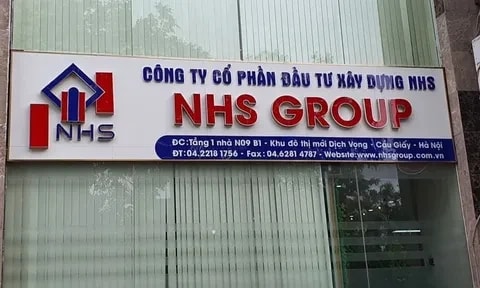 CÔNG TY CỔ PHẦN ĐẦU TƯ XÂY DỰNG NHS
NHS GROUP
NHS
ĐC: Tầng 1 nhà N09 B1 - Khu đô thị mới Dịch Vọng - Cầu Giấy - Hà Nội
ĐT: 04.2218 1756 - Fax: 04.6281 4787 - Website: www.nhsgroup.com.vn